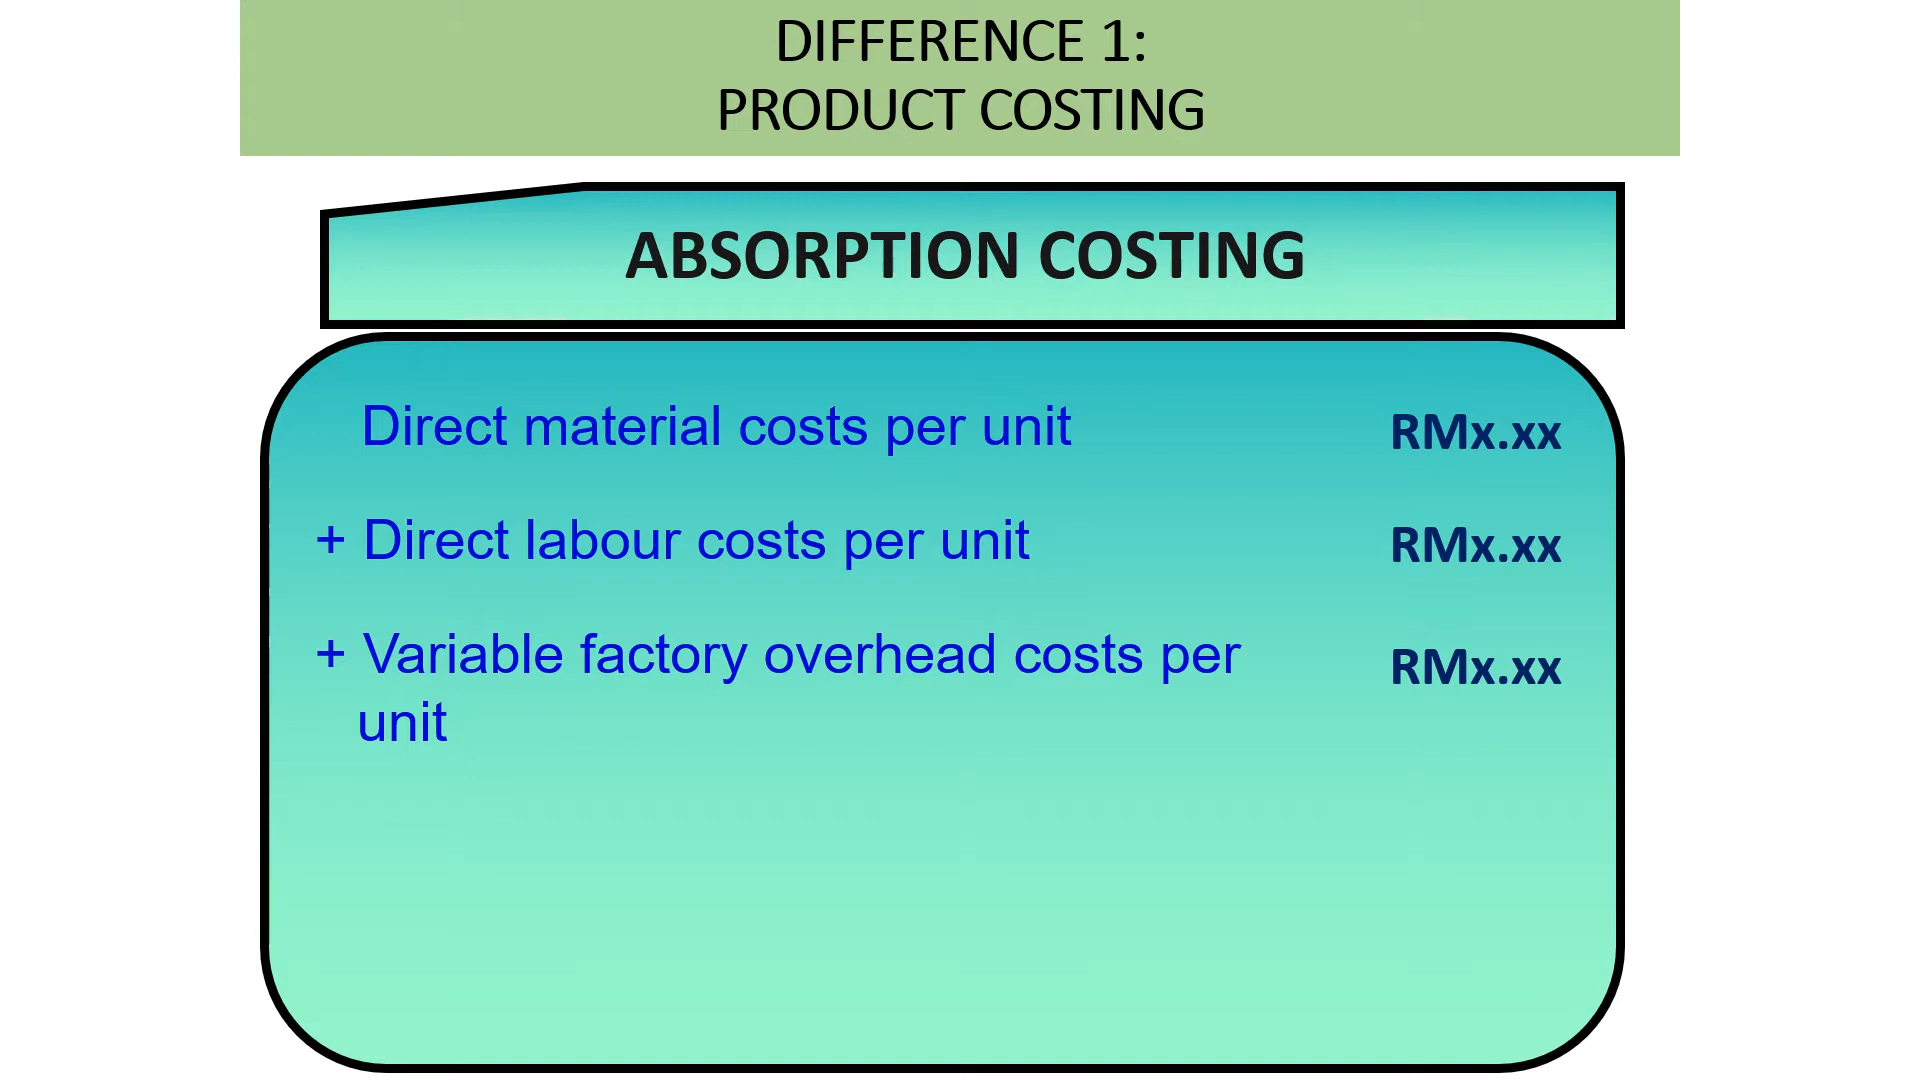 DIFFERENCE 1:
PRODUCT COSTING
ABSORPTION COSTING
Direct material costs per unit RMx.xx
+ Direct labour costs per unit RMx.xx
+ Variable factory overhead costs per RMx.xx
unit